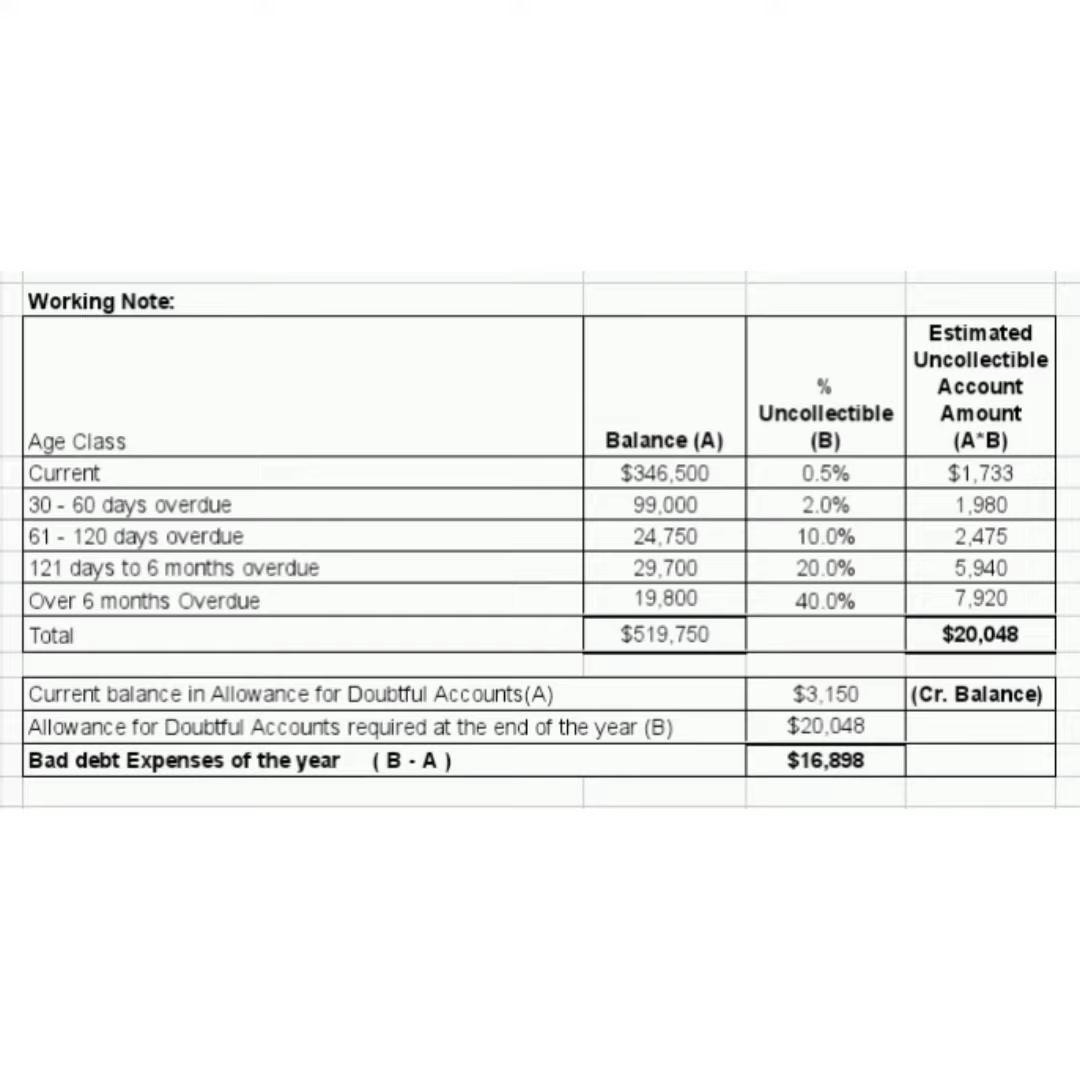 Working Note:
Age Class Balance (A) % Uncollectible (B) Estimated Uncollectible Account Amount (A*B)
Current $346,500 0.5% $1,733
30 - 60 days overdue 99,000 2.0% 1,980
61 - 120 days overdue 24,750 10.0% 2,475
121 days to 6 months overdue 29,700 20.0% 5,940
Over 6 months Overdue 19,800 40.0% 7,920
Total $519,750 $20,048
Current balance in Allowance for Doubtful Accounts(A) $3,150 (Cr. Balance)
Allowance for Doubtful Accounts required at the end of the year (B) $20,048
Bad debt Expenses of the year ( B - A ) $16,898